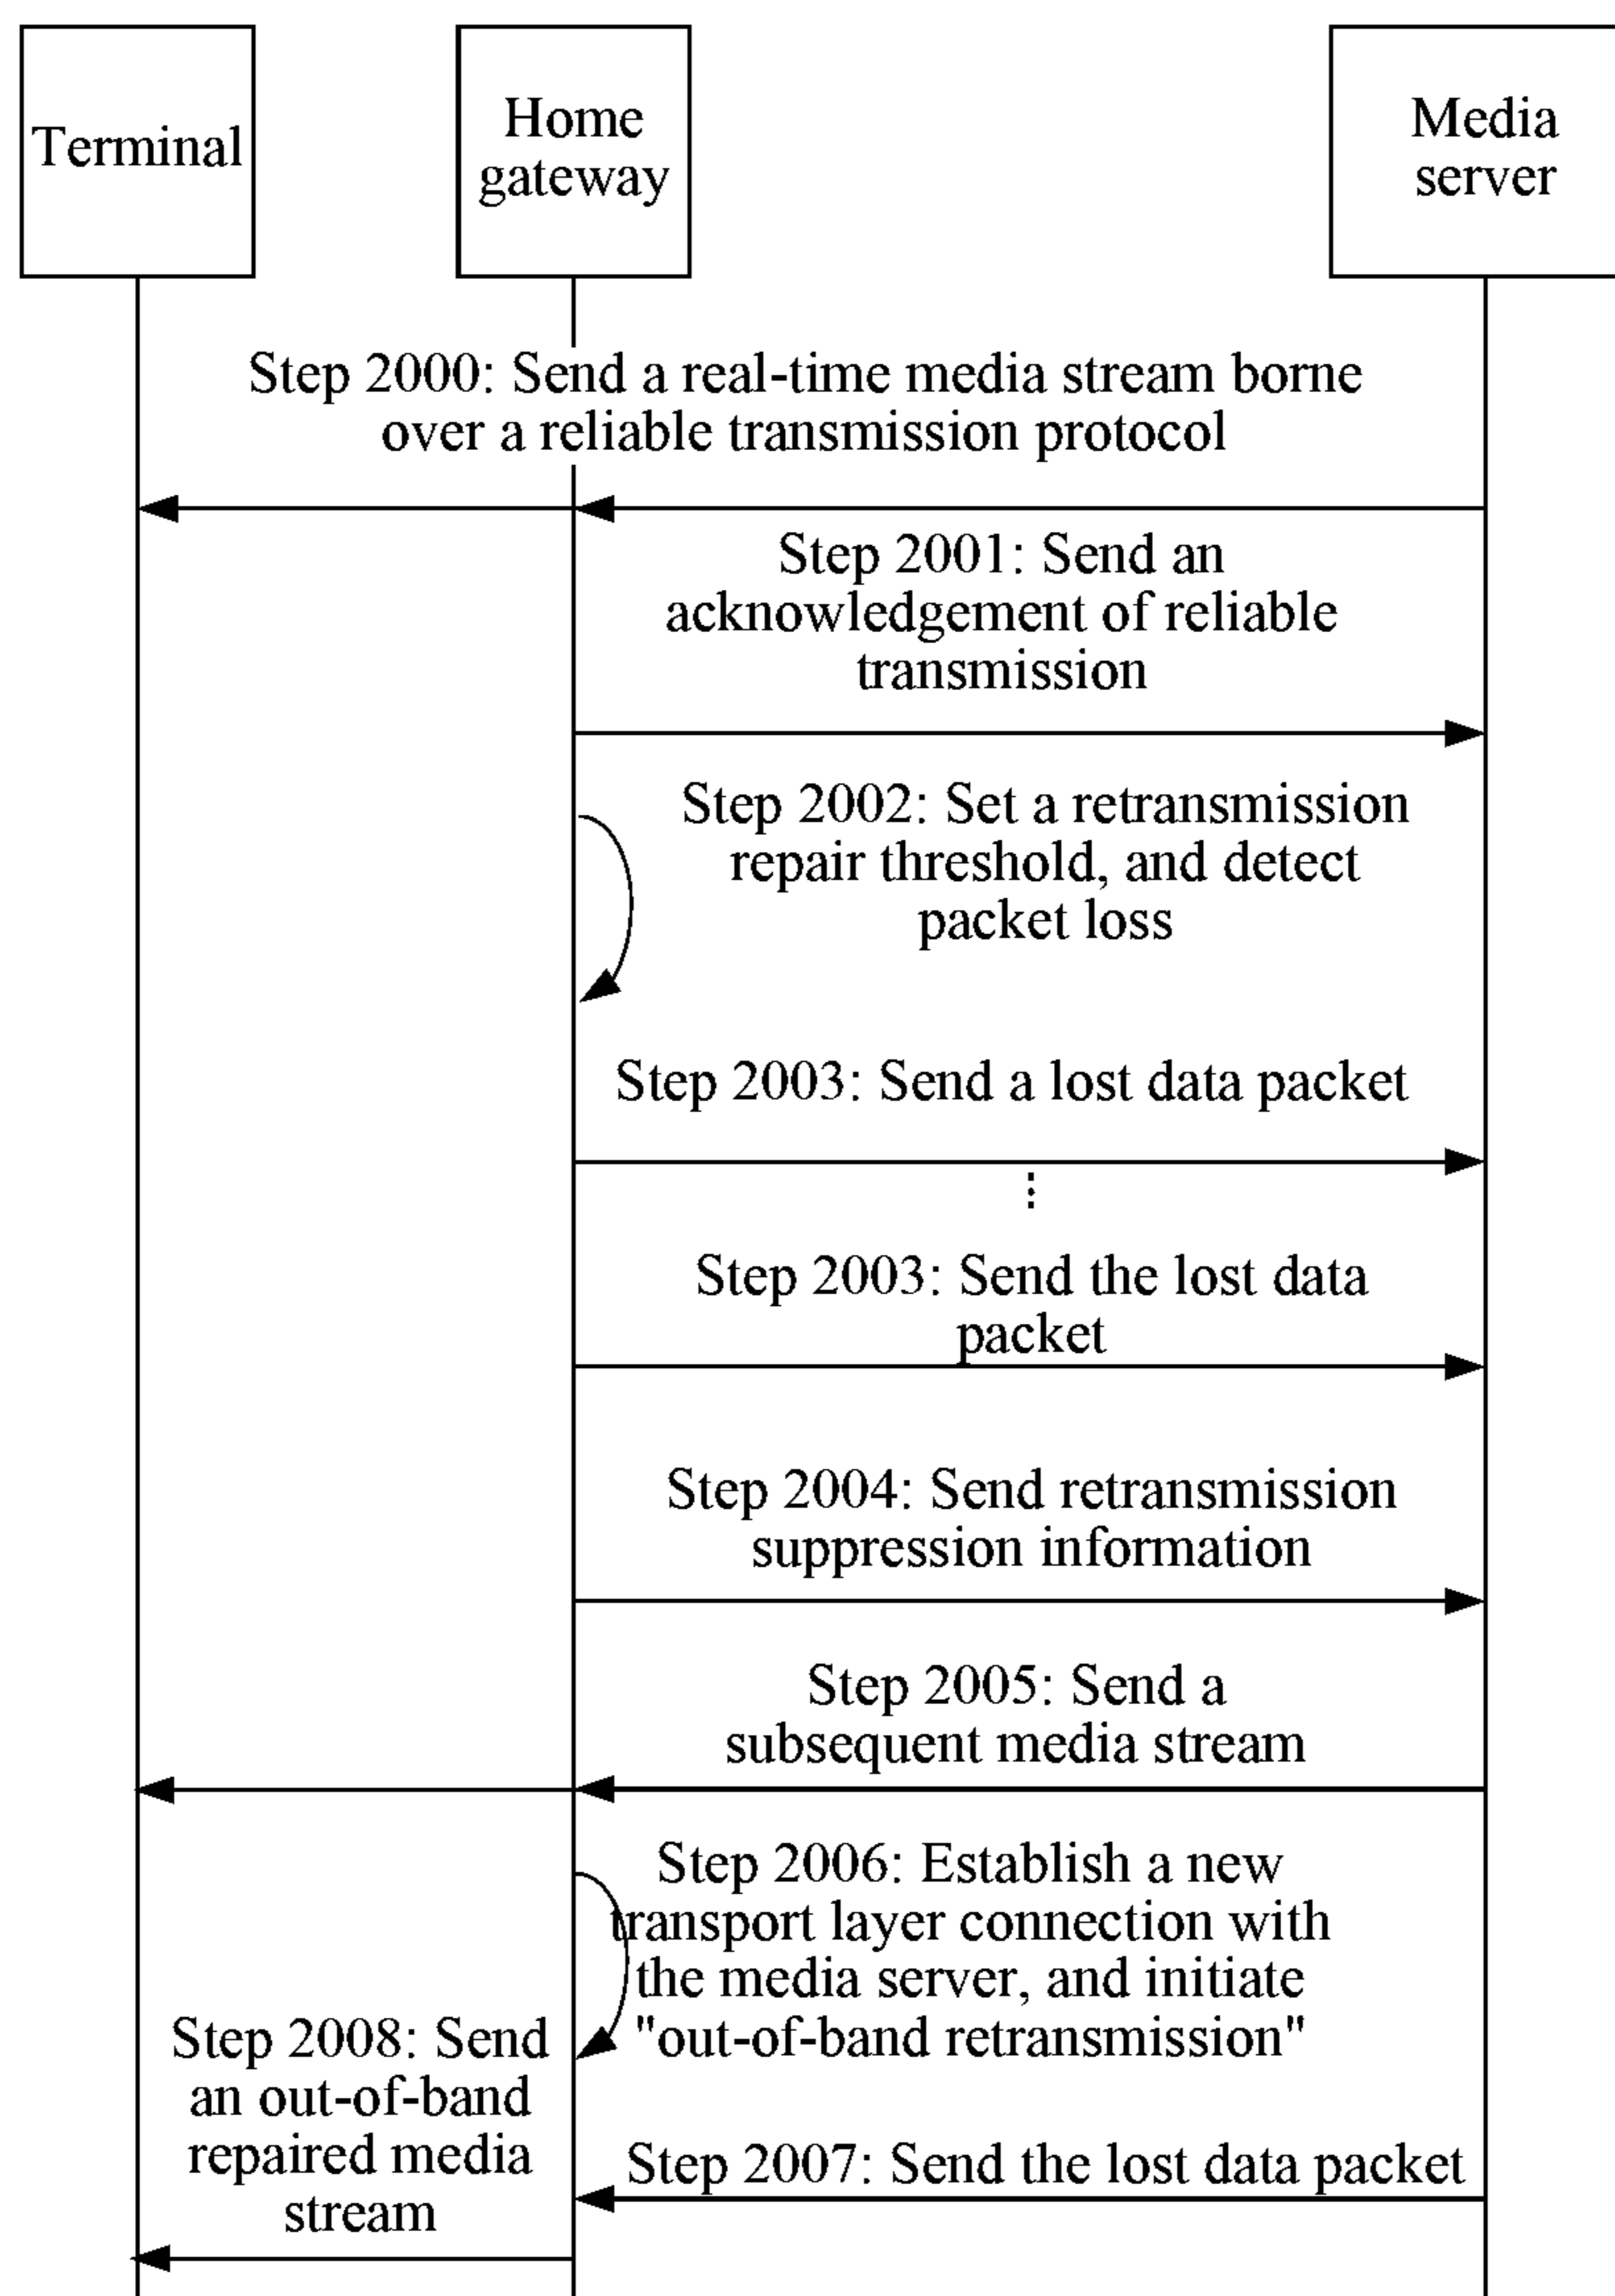 Terminal
Home
gateway
Media
server
Step 2000: Send a real-time media stream borne
over a reliable transmission protocol
Step 2001: Send an
acknowledgement of reliable
transmission
Step 2002: Set a retransmission
repair threshold, and detect
packet loss
Step 2003: Send a lost data packet
Step 2003: Send the lost data
packet
Step 2004: Send retransmission
suppression information
Step 2005: Send a
subsequent media stream
Step 2006: Establish a new
transport layer connection with
the media server, and initiate
"out-of-band retransmission"
Step 2007: Send the lost data packet
Step 2008: Send
an out-of-band
repaired media
stream